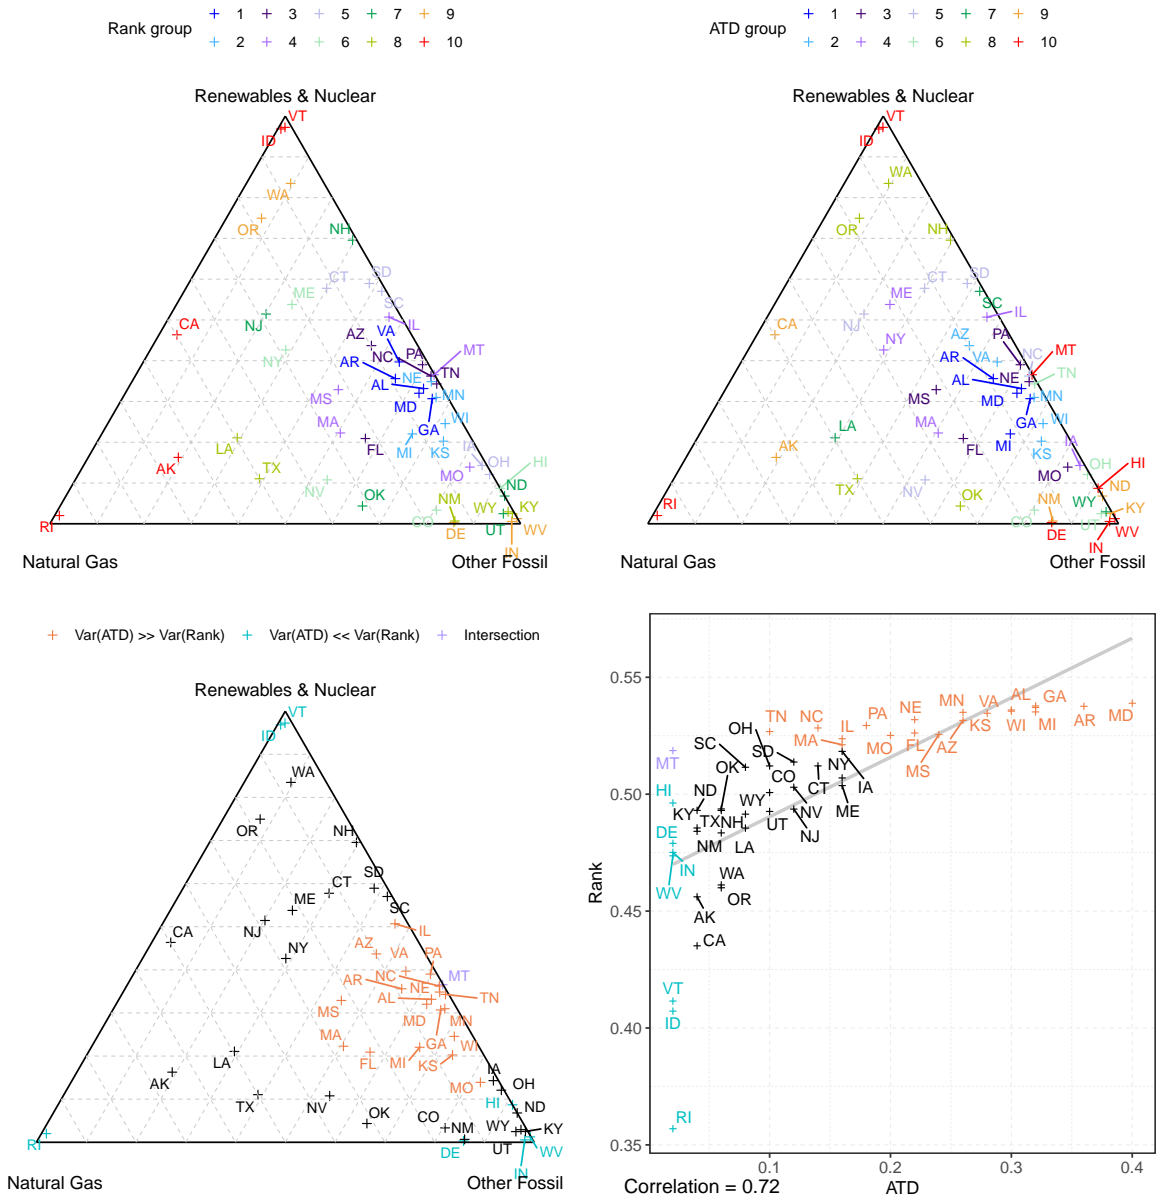 Rank group
1 3 5 7 9
2 4 6 8 10
Renewables & Nuclear
VT
ID
WA
OR
NH
SD
CT
ME
SC
NJ
IL
CA
AZ
VA
NY
NC
PA
MT
AR
TN
AL
NE
MS
MD
MN
MA
GA
WI
FL
MI
KS
LA
IA
OH
HI
AK
TX
MO
NV
OK
ND
NM
WY
KY
CO
RI
DE
UT
WV
IN
Natural Gas
Other Fossil
ATD group
1 3 5 7 9
2 4 6 8 10
Renewables & Nuclear
VT
ID
WA
OR
NH
SD
CT
ME
SC
NJ
IL
CA
PA
NY
AZ
NC
MT
AR
VA
TN
AL
NE
MS
MD
MN
MA
GA
WI
LA
FL
MI
KS
IA
AK
MO
OH
HI
TX
NV
OK
ND
NM
WY
KY
RI
CO
UT
DE
WV
IN
Natural Gas
Other Fossil
Var(ATD) >> Var(Rank) Var(ATD) << Var(Rank) Intersection
Renewables & Nuclear
VT
ID
WA
OR
NH
SD
CT
ME
SC
NJ
CA
IL
NY
AZ
VA
PA
AR
NC
MT
NE
TN
AL
MS
MD
MN
MA
GA
WI
LA
FL
MI
KS
IA
AK
MO
OH
HI
TX
NV
OK
ND
CO
NM
WY
KY
RI
DE
UT
WV
IN
Natural Gas
Other Fossil
Rank
0.55
0.50
0.45
0.40
0.35
AL
GA
MN
VA
NE
TN
NC
IL
PA
WI
MI
AR
MD
KS
OH
MA
MO
FL
AZ
SC
SD
MT
MS
OK
CO
NY
CT
IA
HI
ND
WY
KY
TX
NH
NV
ME
UT
NJ
DE
NM
LA
IN
WA
WV
OR
AK
CA
VT
ID
RI
0.1 0.2 0.3 0.4
Correlation = 0.72
ATD